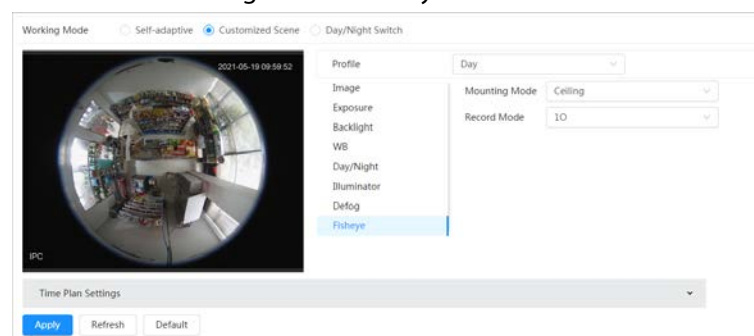 Working Mode Self-adaptive Customized Scene Day/Night Switch
2021-05-19 09:59:52
IPC
Profile Day
Image
Exposure
Backlight
WB
Day/Night
Illuminator
Defog
Fisheye
Mounting Mode Ceiling
Record Mode 1O
Time Plan Settings
Apply Refresh Default